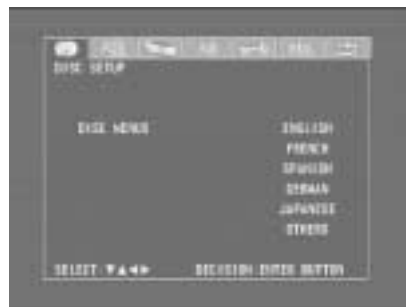 DISC SETUP
DISC MENUS
ENGLISH
FRENCH
SPANISH
GERMAN
JAPANESE
OTHERS
SELECT ▼▲◄► DECISION ENTER BUTTON